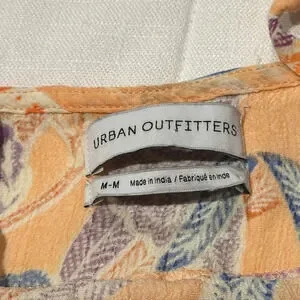 URBAN OUTFITTERS
M-M Made in India / Fabriqué en Inde